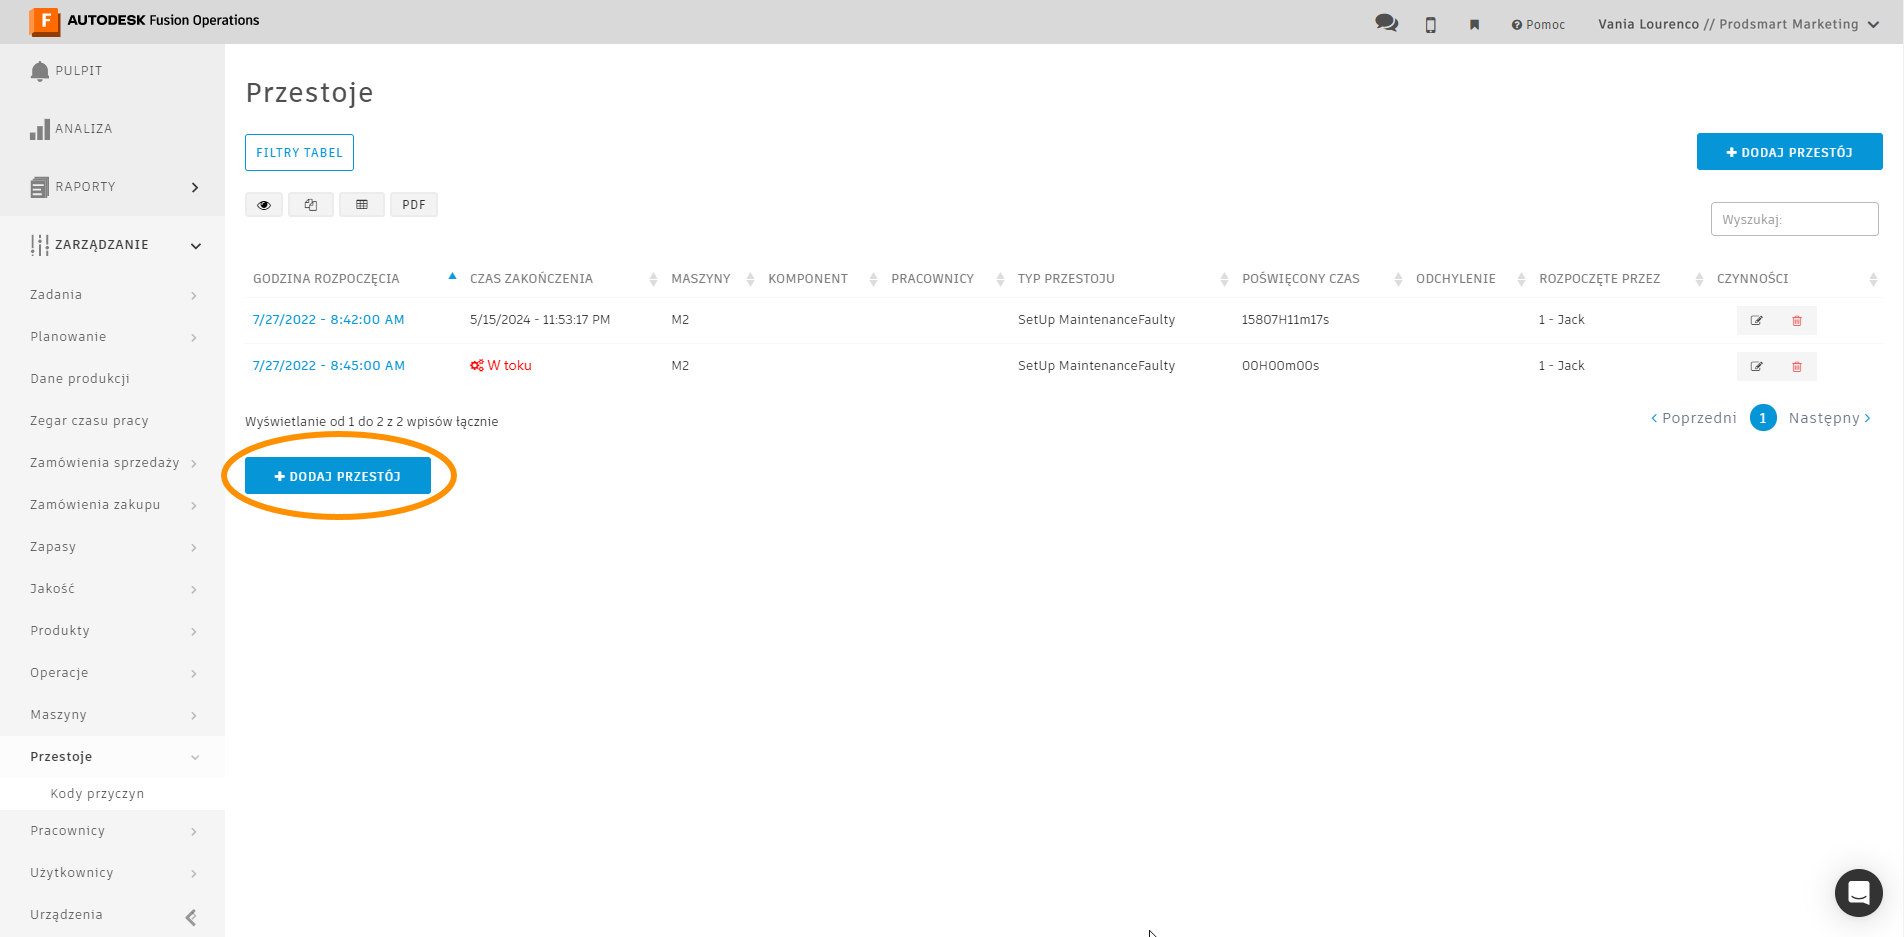 F AUTODESK Fusion Operations
Pomoc
Vania Lourenco // Prodsmart Marketing
PULPIT
ANALIZA
RAPORTY
ZARZĄDZANIE
Zadania
Planowanie
Dane produkcji
Zegar czasu pracy
Zamówienia sprzedaży
Zamówienia zakupu
Zapasy
Jakość
Produkty
Operacje
Maszyny
Przestoje
Kody przyczyn
Pracownicy
Użytkownicy
Urządzenia
Przestoje
FILTRY TABEL
+ DODAJ PRZESTÓJ
PDF
Wyszukaj:
GODZINA ROZPOCZĘCIA CZAS ZAKOŃCZENIA MASZYNY KOMPONENT PRACOWNICY TYP PRZESTOJU POŚWIĘCONY CZAS ODCHYLENIE ROZPOCZĘTE PRZEZ CZYNNOŚCI
7/27/2022 - 8:42:00 AM 5/15/2024 - 11:53:17 PM M2 SetUp MaintenanceFaulty 15807H11m17s 1 - Jack
7/27/2022 - 8:45:00 AM W toku M2 SetUp MaintenanceFaulty 00H00m00s 1 - Jack
Wyświetlanie od 1 do 2 z 2 wpisów łącznie
< Poprzedni 1 Następny >
+ DODAJ PRZESTÓJ